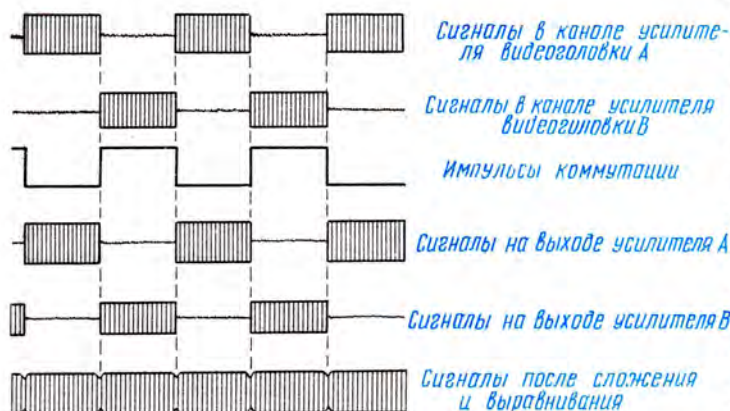 Сигналы в канале усилите-
ля видеоголовки А
Сигналы в канале усилителя
видеоголовки В
Импульсы коммутации
Сигналы на выходе усилителя А
Сигналы на выходе усилителя В
Сигналы после сложения
и выравнивания